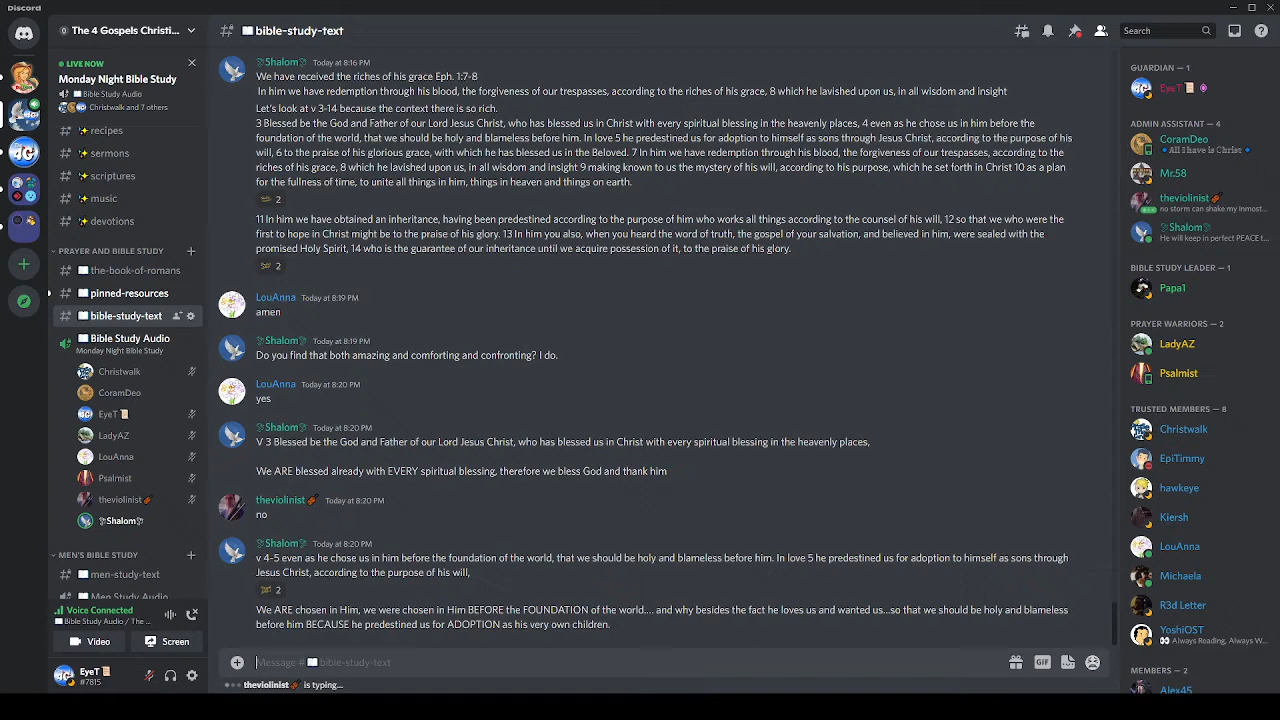 Discord
The 4 Gospels Christi...
bible-study-text
Search
LIVE NOW
Monday Night Bible Study
Bible Study Audio
Christwalk and 7 others
recipes
sermons
scriptures
music
devotions
PRAYER AND BIBLE STUDY
the-book-of-romans
pinned-resources
bible-study-text
Bible Study Audio
Monday Night Bible Study
Christwalk
CoramDeo
EyeT
LadyAZ
LouAnna
Psalmist
theviolinist
Shalom
MEN'S BIBLE STUDY
men-study-text
Men Study Audio
Voice Connected
Bible Study Audio / The ...
Video
Screen
EyeT
#7815
Shalom Today at 8:16 PM
We have received the riches of his grace Eph. 1:7-8
In him we have redemption through his blood, the forgiveness of our trespasses, according to the riches of his grace, 8 which he lavished upon us, in all wisdom and insight
Let's look at v 3-14 because the context there is so rich.
3 Blessed be the God and Father of our Lord Jesus Christ, who has blessed us in Christ with every spiritual blessing in the heavenly places, 4 even as he chose us in him before the
foundation of the world, that we should be holy and blameless before him. In love 5 he predestined us for adoption to himself as sons through Jesus Christ, according to the purpose of his
will, 6 to the praise of his glorious grace, with which he has blessed us in the Beloved. 7 In him we have redemption through his blood, the forgiveness of our trespasses, according to the
riches of his grace, 8 which he lavished upon us, in all wisdom and insight 9 making known to us the mystery of his will, according to his purpose, which he set forth in Christ 10 as a plan
for the fullness of time, to unite all things in him, things in heaven and things on earth.
2
11 In him we have obtained an inheritance, having been predestined according to the purpose of him who works all things according to the counsel of his will, 12 so that we who were the
first to hope in Christ might be to the praise of his glory. 13 In him you also, when you heard the word of truth, the gospel of your salvation, and believed in him, were sealed with the
promised Holy Spirit, 14 who is the guarantee of our inheritance until we acquire possession of it, to the praise of his glory.
2
LouAnna Today at 8:19 PM
amen
Shalom Today at 8:19 PM
Do you find that both amazing and comforting and confronting? I do.
LouAnna Today at 8:20 PM
yes
Shalom Today at 8:20 PM
V 3 Blessed be the God and Father of our Lord Jesus Christ, who has blessed us in Christ with every spiritual blessing in the heavenly places,
We ARE blessed already with EVERY spiritual blessing, therefore we bless God and thank him
theviolinist Today at 8:20 PM
no
Shalom Today at 8:20 PM
v 4-5 even as he chose us in him before the foundation of the world, that we should be holy and blameless before him. In love 5 he predestined us for adoption to himself as sons through
Jesus Christ, according to the purpose of his will,
2
We ARE chosen in Him, we were chosen in Him BEFORE the FOUNDATION of the world.... and why besides the fact he loves us and wanted us...so that we should be holy and blameless
before him BECAUSE he predestined us for ADOPTION as his very own children.
Message # bible-study-text
GIF
theviolinist is typing...
GUARDIAN — 1
EyeT
ADMIN ASSISTANT — 4
CoramDeo
All I have is Christ
Mr.58
theviolinist
no storm can shake my inmost...
Shalom
He will keep in perfect PEACE t...
BIBLE STUDY LEADER — 1
Papa1
PRAYER WARRIORS — 2
LadyAZ
Psalmist
TRUSTED MEMBERS — 8
Christwalk
EpiTimmy
hawkeye
Klersh
LouAnna
Michaela
R3d Letter
YoshiOST
Always Reading, Always W...
MEMBERS — 2
Alex45